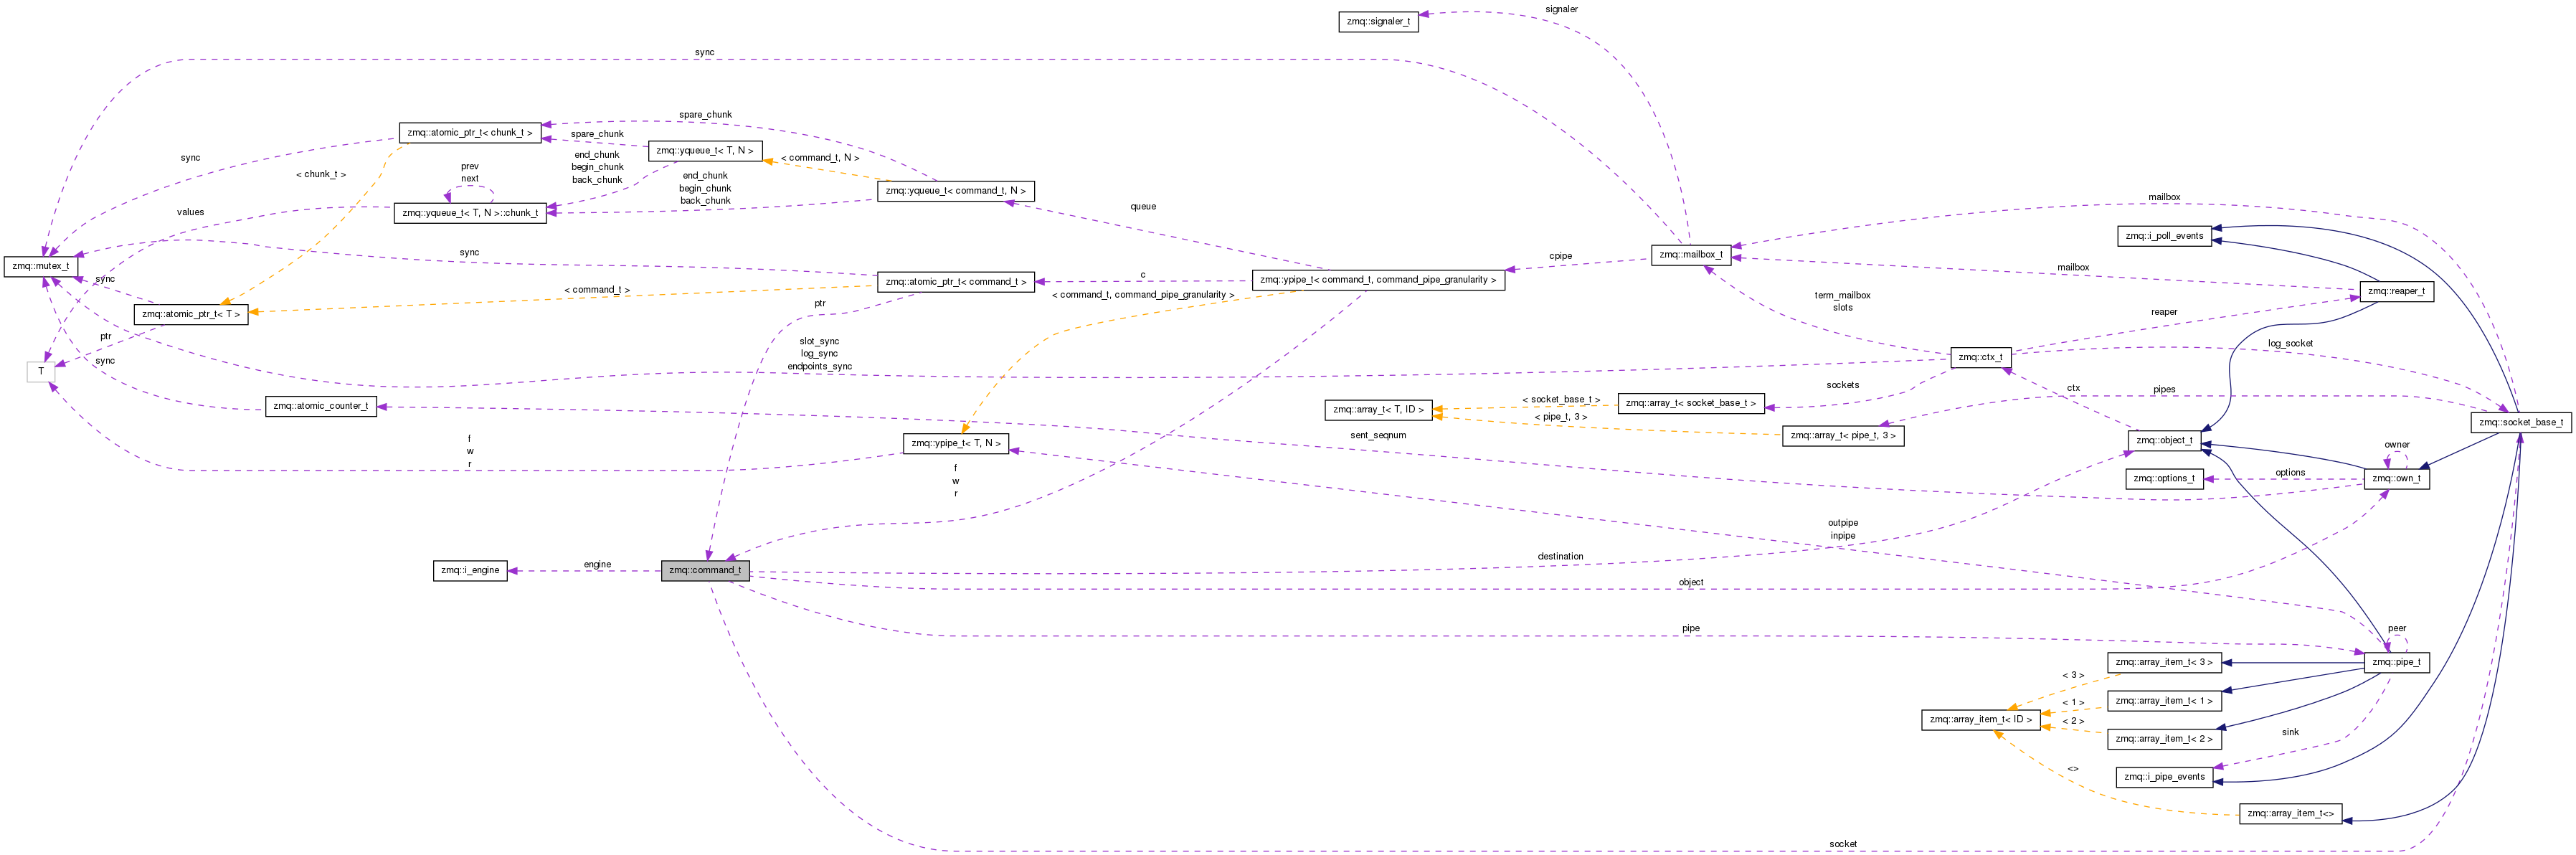 signaler
zmq::signaler_t
sync
spare_chunk
zmq::atomic_ptr_t< chunk_t >
spare_chunk
zmq::yqueue_t< T, N >
sync
end_chunk
begin_chunk
back_chunk
< command_t, N >
prev
next
< chunk_t >
end_chunk
begin_chunk
back_chunk
zmq::yqueue_t< command_t, N >
mailbox
values
zmq::yqueue_t< T, N >::chunk_t
queue
zmq::i_poll_events
sync
zmq::mailbox_t
cpipe
zmq::mutex_t
mailbox
sync
c
zmq::atomic_ptr_t< command_t >
zmq::ypipe_t< command_t, command_pipe_granularity >
< command_t >
< command_t, command_pipe_granularity >
term_mailbox
slots
zmq::reaper_t
ptr
zmq::atomic_ptr_t< T >
reaper
ptr
slot_sync
log_sync
endpoints_sync
log_socket
zmq::ctx_t
sync
T
sockets
ctx
pipes
zmq::atomic_counter_t
zmq::array_t< T, ID >
< socket_base_t >
zmq::array_t< socket_base_t >
< pipe_t, 3 >
zmq::socket_base_t
f
w
r
zmq::ypipe_t< T, N >
sent_seqnum
zmq::array_t< pipe_t, 3 >
zmq::object_t
owner
f
w
r
zmq::options_t
options
zmq::own_t
outpipe
inpipe
zmq::i_engine
engine
zmq::command_t
destination
object
pipe
peer
zmq::array_item_t< 3 >
zmq::pipe_t
< 3 >
zmq::array_item_t< 1 >
< 1 >
zmq::array_item_t< ID >
< 2 >
zmq::array_item_t< 2 >
sink
<>
zmq::i_pipe_events
zmq::array_item_t<>
socket